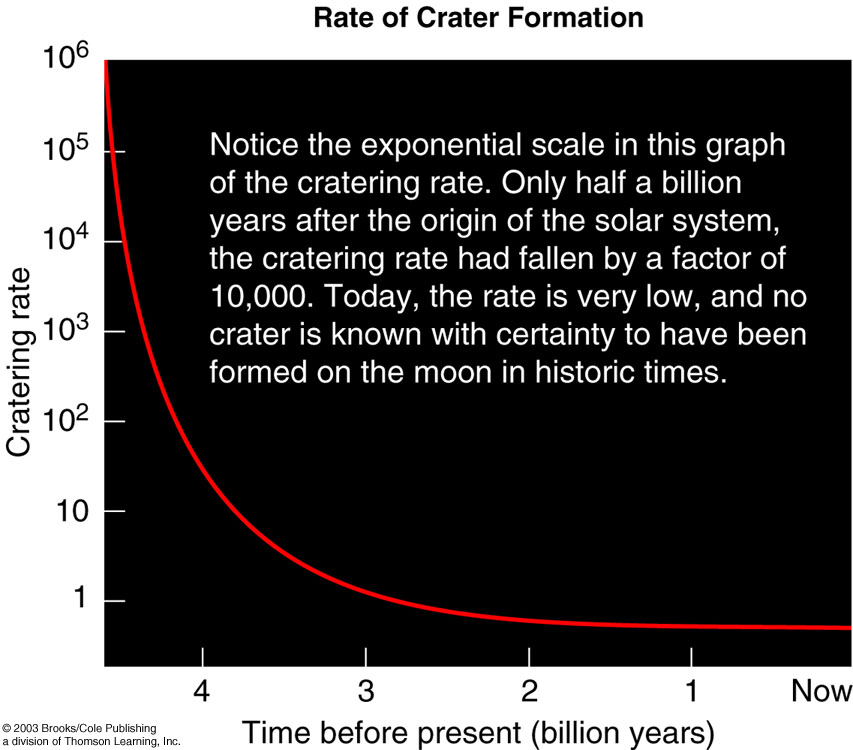 Rate of Crater Formation
10⁶
10⁵
10⁴
10³
10²
10
1
Cratering rate
Notice the exponential scale in this graph
of the cratering rate. Only half a billion
years after the origin of the solar system,
the cratering rate had fallen by a factor of
10,000. Today, the rate is very low, and no
crater is known with certainty to have been
formed on the moon in historic times.
4 3 2 1 Now
Time before present (billion years)
© 2003 Brooks/Cole Publishing
a division of Thomson Learning, Inc.